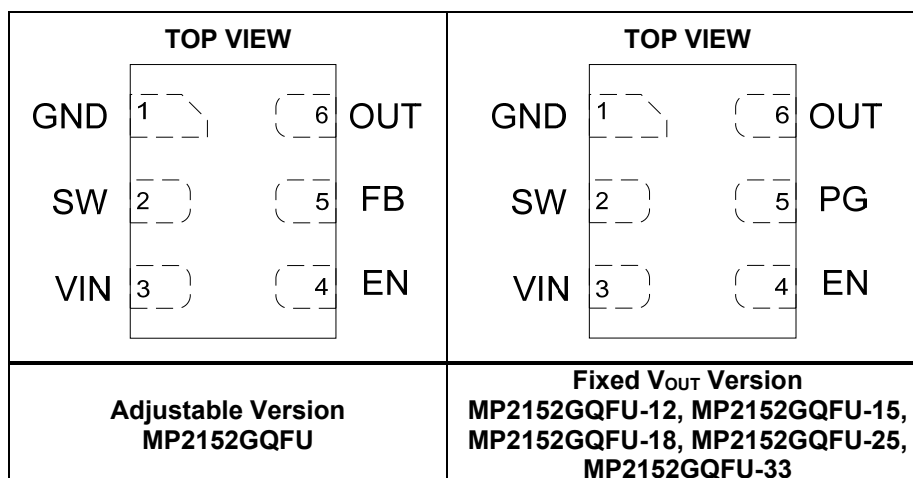 TOP VIEW
GND 1 6 OUT
SW 2 5 FB
VIN 3 4 EN
Adjustable Version
MP2152GQFU
TOP VIEW
GND 1 6 OUT
SW 2 5 PG
VIN 3 4 EN
Fixed VOUT Version
MP2152GQFU-12, MP2152GQFU-15,
MP2152GQFU-18, MP2152GQFU-25,
MP2152GQFU-33